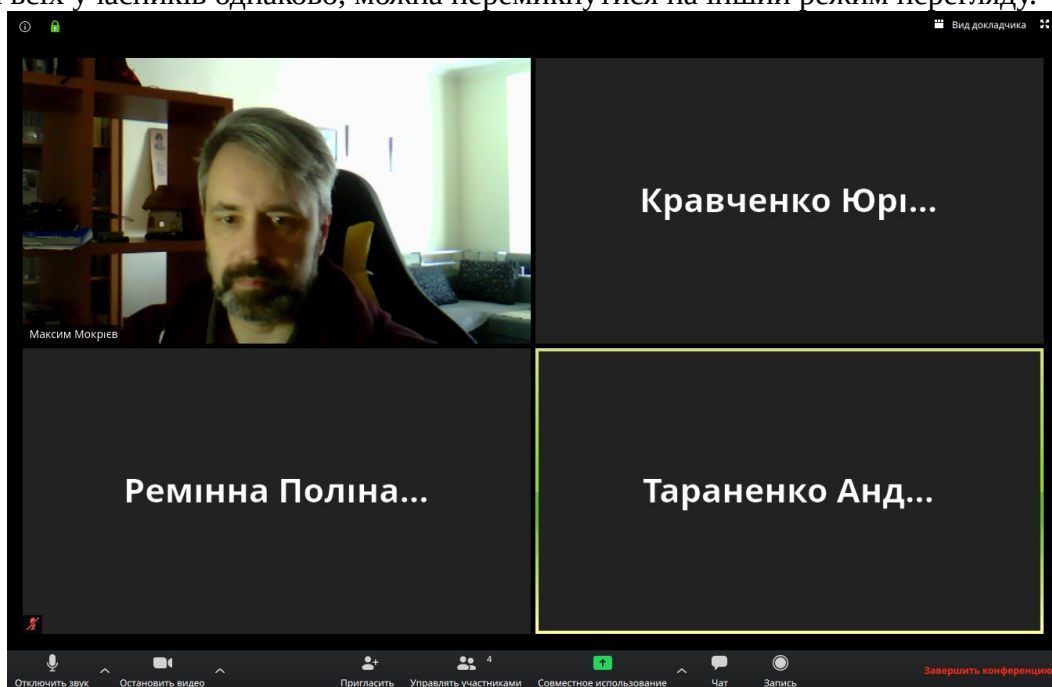 всіх учасників однаково, можна перемикнутися на інший режим перегляду.
Вид докладчика
Максим Мокрієв
Кравченко Юрі...
Ремінна Поліна...
Тараненко Анд...
4
Отключить звук
Остановить видео
Пригласить
Управлять участниками
Совместное использование
Чат
Запись
Завершить конференцию